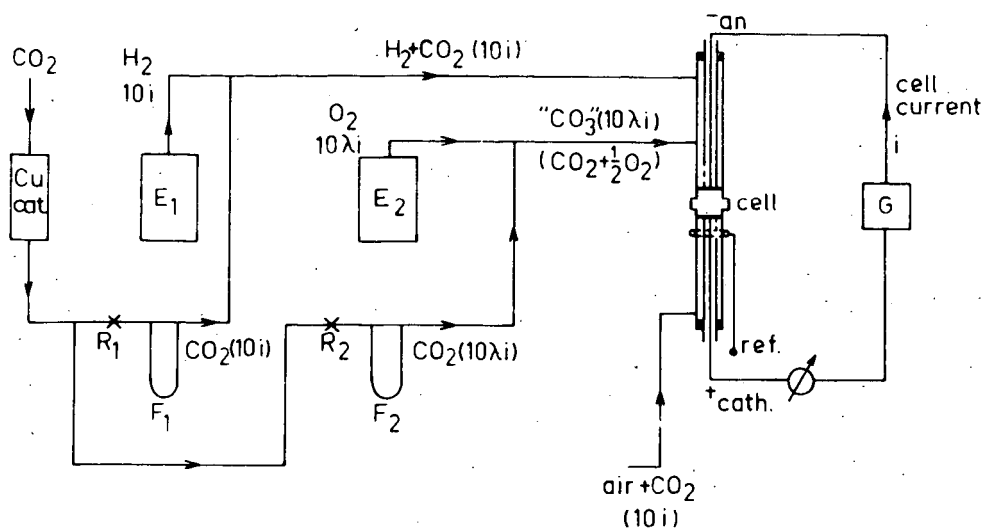 CO₂
H₂
10i
Cu
cat.
E₁
H₂+CO₂ (10i)
O₂
10λi
E₂
"CO₃"(10λi)
(CO₂+½O₂)
⁻an
cell
current
i
cell
G
R₁
CO₂(10i)
F₁
R₂
CO₂(10λi)
F₂
ref.
⁺cath.
air+CO₂
(10i)